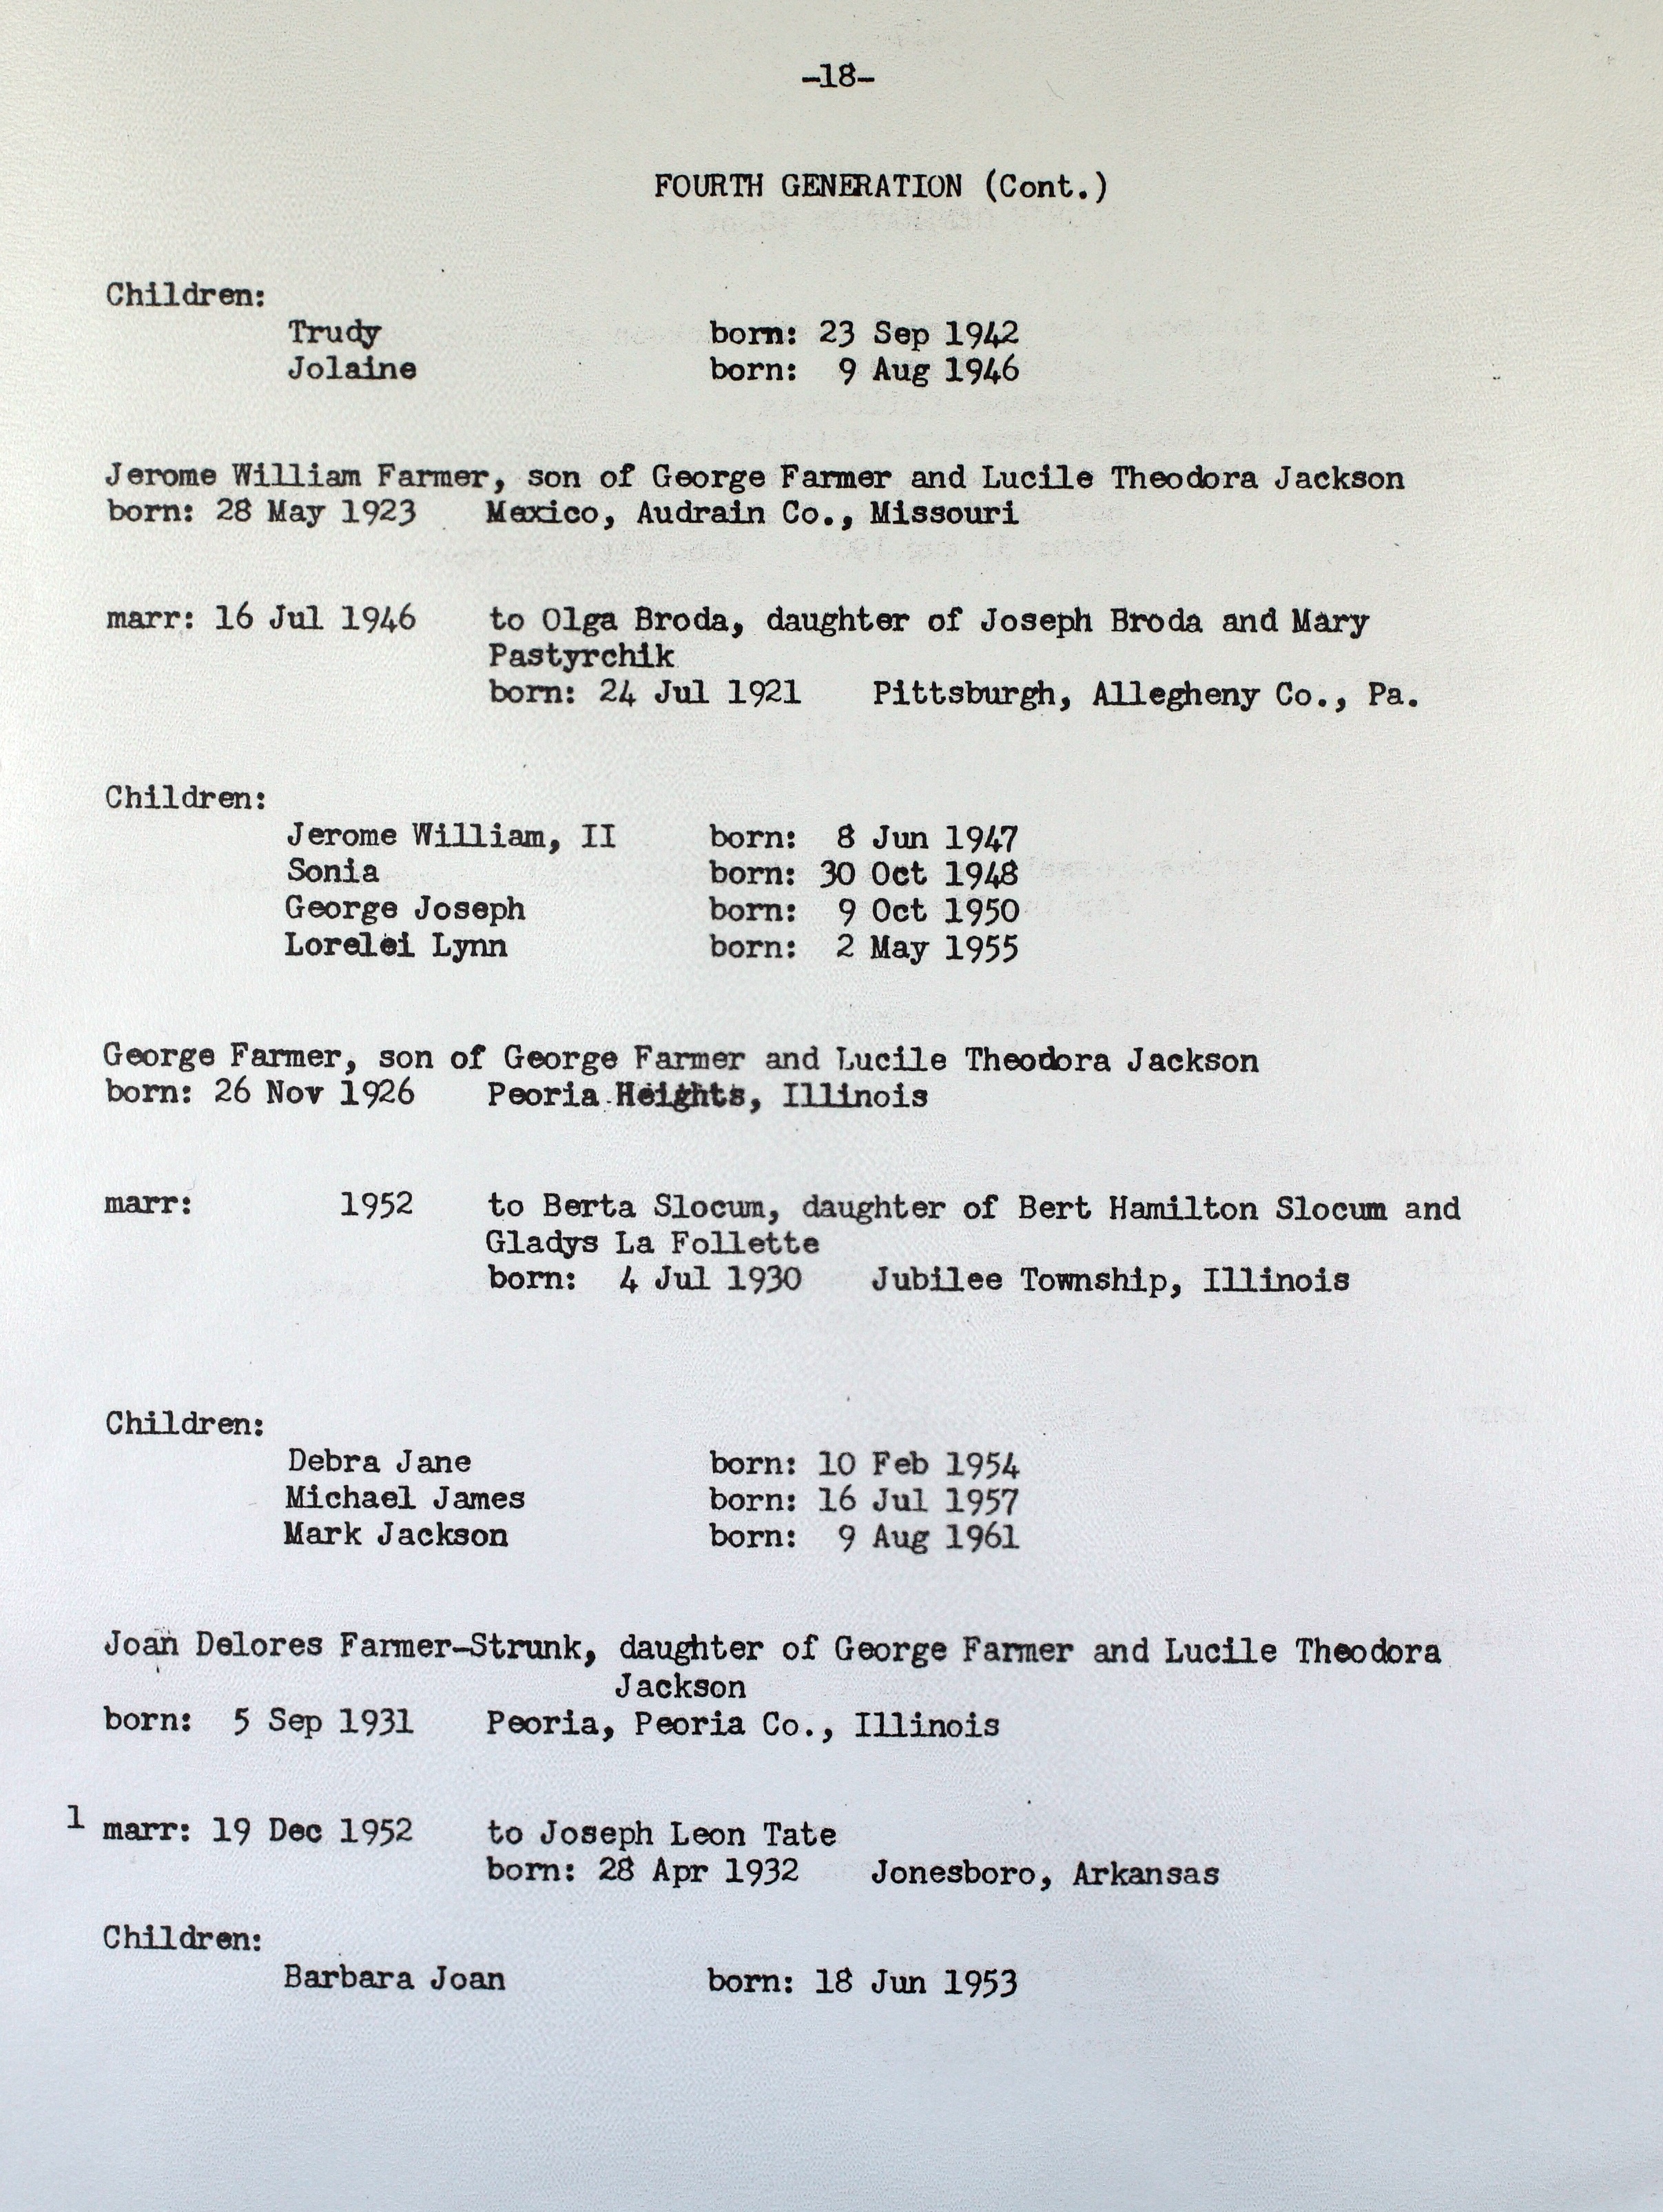 -18-
FOURTH GENERATION (Cont.)
Children:
Trudy born: 23 Sep 1942
Jolaine born: 9 Aug 1946
Jerome William Farmer, son of George Farmer and Lucile Theodora Jackson
born: 28 May 1923 Mexico, Audrain Co., Missouri
marr: 16 Jul 1946 to Olga Broda, daughter of Joseph Broda and Mary
Pastyrchik
born: 24 Jul 1921 Pittsburgh, Allegheny Co., Pa.
Children:
Jerome William, II born: 8 Jun 1947
Sonia born: 30 Oct 1948
George Joseph born: 9 Oct 1950
Lorelei Lynn born: 2 May 1955
George Farmer, son of George Farmer and Lucile Theodora Jackson
born: 26 Nov 1926 Peoria Heights, Illinois
marr: 1952 to Berta Slocum, daughter of Bert Hamilton Slocum and
Gladys La Follette
born: 4 Jul 1930 Jubilee Township, Illinois
Children:
Debra Jane born: 10 Feb 1954
Michael James born: 16 Jul 1957
Mark Jackson born: 9 Aug 1961
Joan Delores Farmer-Strunk, daughter of George Farmer and Lucile Theodora
Jackson
born: 5 Sep 1931 Peoria, Peoria Co., Illinois
1 marr: 19 Dec 1952 to Joseph Leon Tate
born: 28 Apr 1932 Jonesboro, Arkansas
Children:
Barbara Joan born: 18 Jun 1953